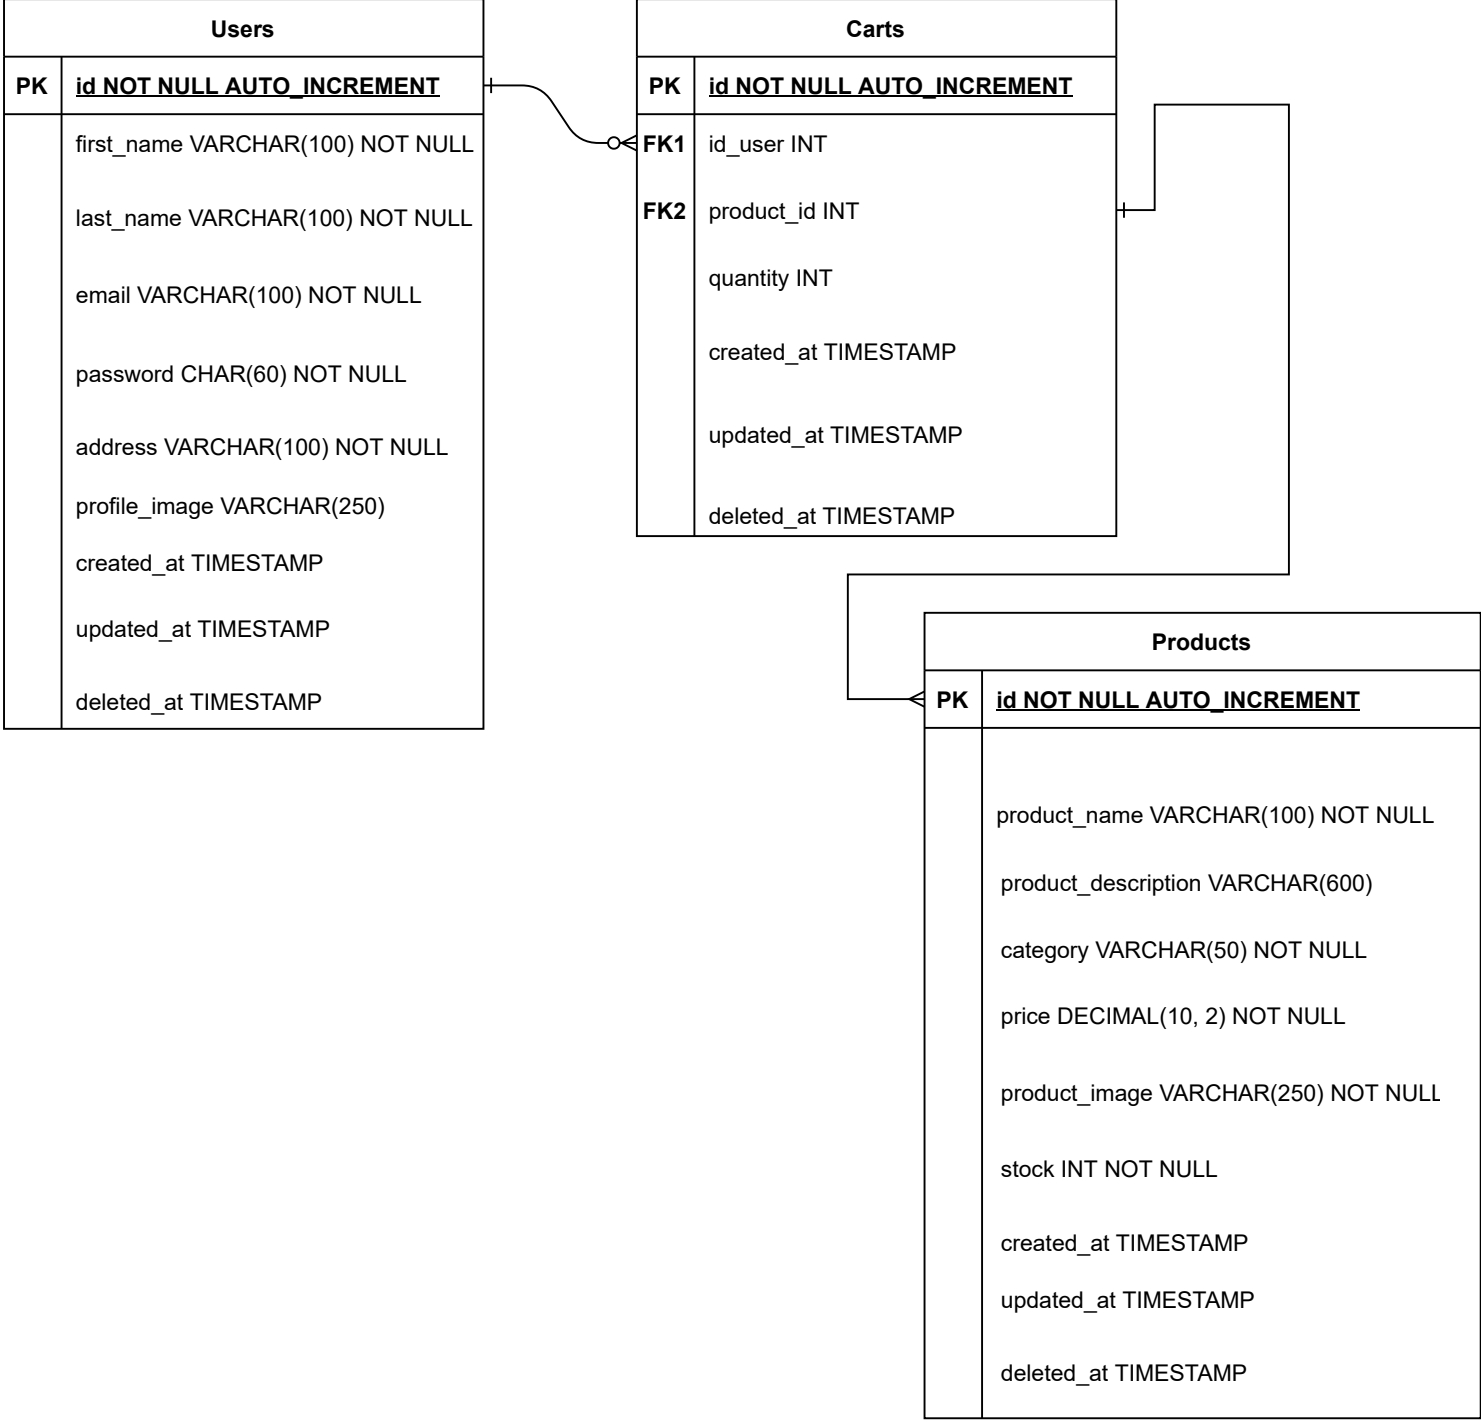 Users
PK id NOT NULL AUTO_INCREMENT
first_name VARCHAR(100) NOT NULL
last_name VARCHAR(100) NOT NULL
email VARCHAR(100) NOT NULL
password CHAR(60) NOT NULL
address VARCHAR(100) NOT NULL
profile_image VARCHAR(250)
created_at TIMESTAMP
updated_at TIMESTAMP
deleted_at TIMESTAMP
Carts
PK id NOT NULL AUTO_INCREMENT
FK1 id_user INT
FK2 product_id INT
quantity INT
created_at TIMESTAMP
updated_at TIMESTAMP
deleted_at TIMESTAMP
Products
PK id NOT NULL AUTO_INCREMENT
product_name VARCHAR(100) NOT NULL
product_description VARCHAR(600)
category VARCHAR(50) NOT NULL
price DECIMAL(10, 2) NOT NULL
product_image VARCHAR(250) NOT NULL
stock INT NOT NULL
created_at TIMESTAMP
updated_at TIMESTAMP
deleted_at TIMESTAMP